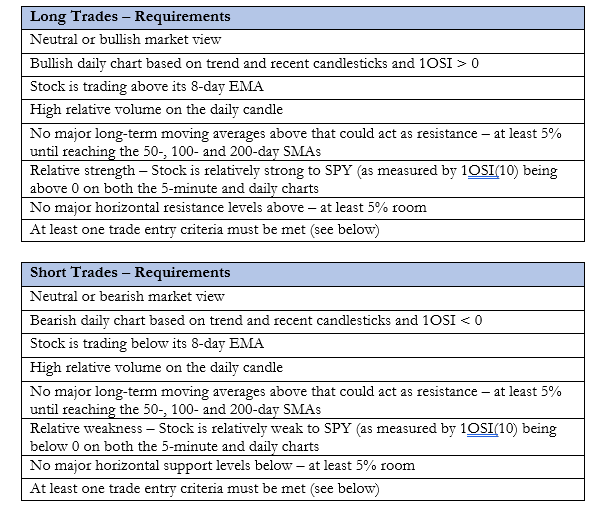 Long Trades – Requirements
Neutral or bullish market view
Bullish daily chart based on trend and recent candlesticks and 1OSI > 0
Stock is trading above its 8-day EMA
High relative volume on the daily candle
No major long-term moving averages above that could act as resistance – at least 5%
until reaching the 50-, 100- and 200-day SMAs
Relative strength – Stock is relatively strong to SPY (as measured by 1OSI(10) being
above 0 on both the 5-minute and daily charts
No major horizontal resistance levels above – at least 5% room
At least one trade entry criteria must be met (see below)
Short Trades – Requirements
Neutral or bearish market view
Bearish daily chart based on trend and recent candlesticks and 1OSI < 0
Stock is trading below its 8-day EMA
High relative volume on the daily candle
No major long-term moving averages above that could act as resistance – at least 5%
until reaching the 50-, 100- and 200-day SMAs
Relative weakness – Stock is relatively weak to SPY (as measured by 1OSI(10) being
below 0 on both the 5-minute and daily charts
No major horizontal support levels below – at least 5% room
At least one trade entry criteria must be met (see below)